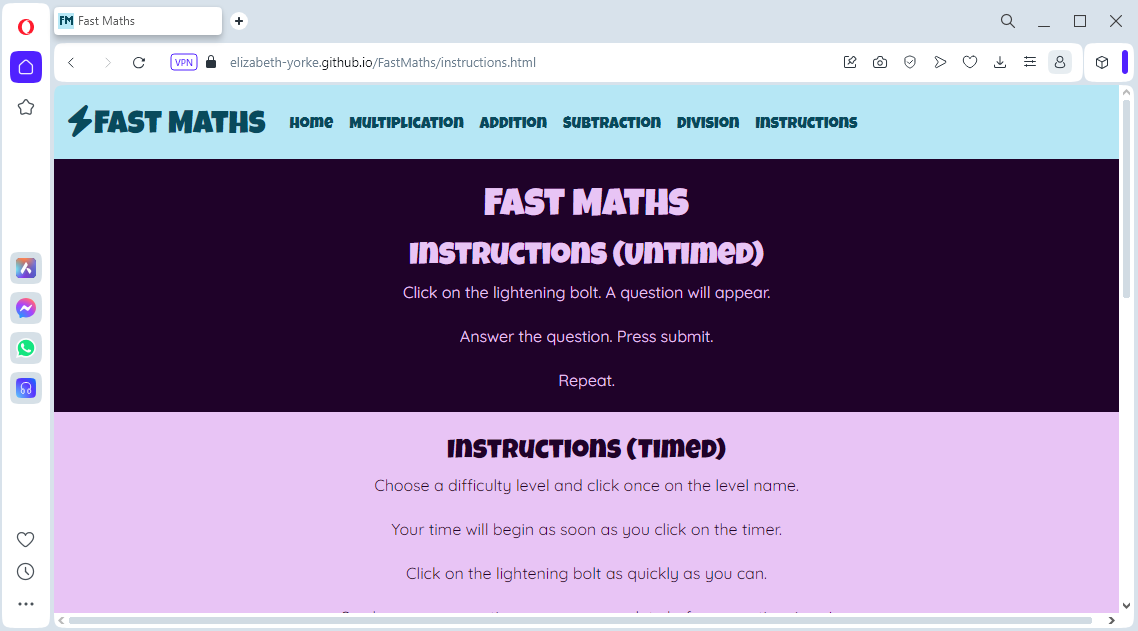 FM Fast Maths
VPN elizabeth-yorke.github.io/FastMaths/instructions.html
FAST MATHS Home Multiplication Addition Subtraction Division Instructions
Fast Maths
Instructions (Untimed)
Click on the lightening bolt. A question will appear.
Answer the question. Press submit.
Repeat.
Instructions (Timed)
Choose a difficulty level and click once on the level name.
Your time will begin as soon as you click on the timer.
Click on the lightening bolt as quickly as you can.